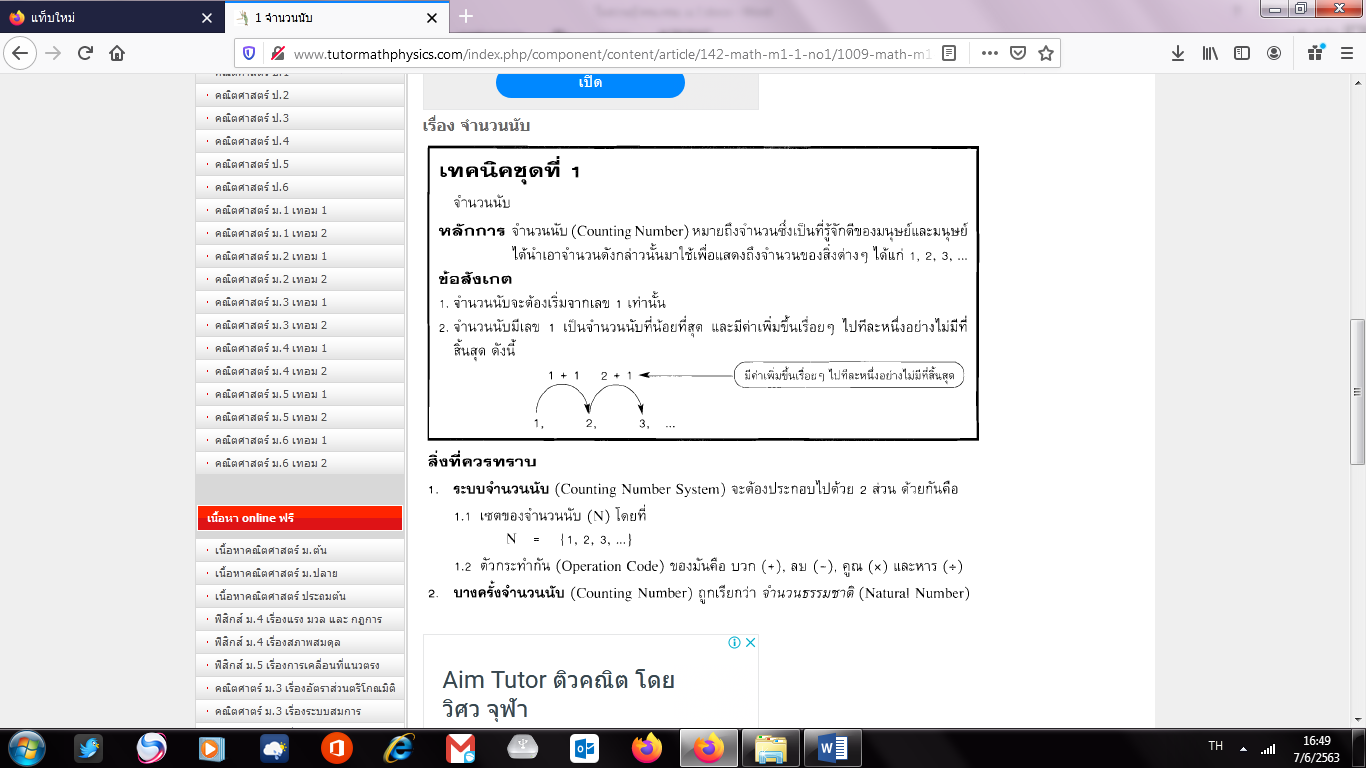 แท็บใหม่
1 จำนวนนับ
www.tutormathphysics.com/index.php/component/content/article/142-math-m1-1-no1/1009-math-m1
คณิตศาสตร์ ป.2
คณิตศาสตร์ ป.3
คณิตศาสตร์ ป.4
คณิตศาสตร์ ป.5
คณิตศาสตร์ ป.6
คณิตศาสตร์ ม.1 เทอม 1
คณิตศาสตร์ ม.1 เทอม 2
คณิตศาสตร์ ม.2 เทอม 1
คณิตศาสตร์ ม.2 เทอม 2
คณิตศาสตร์ ม.3 เทอม 1
คณิตศาสตร์ ม.3 เทอม 2
คณิตศาสตร์ ม.4 เทอม 1
คณิตศาสตร์ ม.4 เทอม 2
คณิตศาสตร์ ม.5 เทอม 1
คณิตศาสตร์ ม.5 เทอม 2
คณิตศาสตร์ ม.6 เทอม 1
คณิตศาสตร์ ม.6 เทอม 2
เนื้อหา online ฟรี
เนื้อหาคณิตศาสตร์ ม.ต้น
เนื้อหาคณิตศาสตร์ ม.ปลาย
เนื้อหาคณิตศาสตร์ ประถมต้น
ฟิสิกส์ ม.4 เรื่องแรง มวล และ กฎการ
ฟิสิกส์ ม.4 เรื่องสภาพสมดุล
ฟิสิกส์ ม.5 เรื่องการเคลื่อนที่แนวตรง
คณิตศาตร์ ม.3 เรื่องอัตราส่วนตรีโกณมิติ
คณิตศาตร์ ม.3 เรื่องระบบสมการ
เปิด
เรื่อง จำนวนนับ
เทคนิคชุดที่ 1
จำนวนนับ
หลักการ จำนวนนับ (Counting Number) หมายถึงจำนวนซึ่งเป็นที่รู้จักดีของมนุษย์และมนุษย์
ได้นำเอาจำนวนดังกล่าวนั้นมาใช้เพื่อแสดงถึงจำนวนของสิ่งต่างๆ ได้แก่ 1, 2, 3, ...
ข้อสังเกต
1. จำนวนนับจะต้องเริ่มจากเลข 1 เท่านั้น
2. จำนวนนับมีเลข 1 เป็นจำนวนนับที่น้อยที่สุด และมีค่าเพิ่มขึ้นเรื่อยๆ ไปทีละหนึ่งอย่างไม่มีที่
สิ้นสุด ดังนี้
1 + 1 2 + 1 มีค่าเพิ่มขึ้นเรื่อยๆ ไปทีละหนึ่งอย่างไม่มีที่สิ้นสุด
1, 2, 3, ...
สิ่งที่ควรทราบ
1. ระบบจำนวนนับ (Counting Number System) จะต้องประกอบไปด้วย 2 ส่วน ด้วยกันคือ
1.1 เซตของจำนวนนับ (N) โดยที่
N = {1, 2, 3, ...}
1.2 ตัวกระทำกัน (Operation Code) ของมันคือ บวก (+), ลบ (-), คูณ (×) และหาร (÷)
2. บางครั้งจำนวนนับ (Counting Number) ถูกเรียกว่า จำนวนธรรมชาติ (Natural Number)
Aim Tutor ติวคณิต โดย
วิศว จุฬา
TH
16:49
7/6/2563